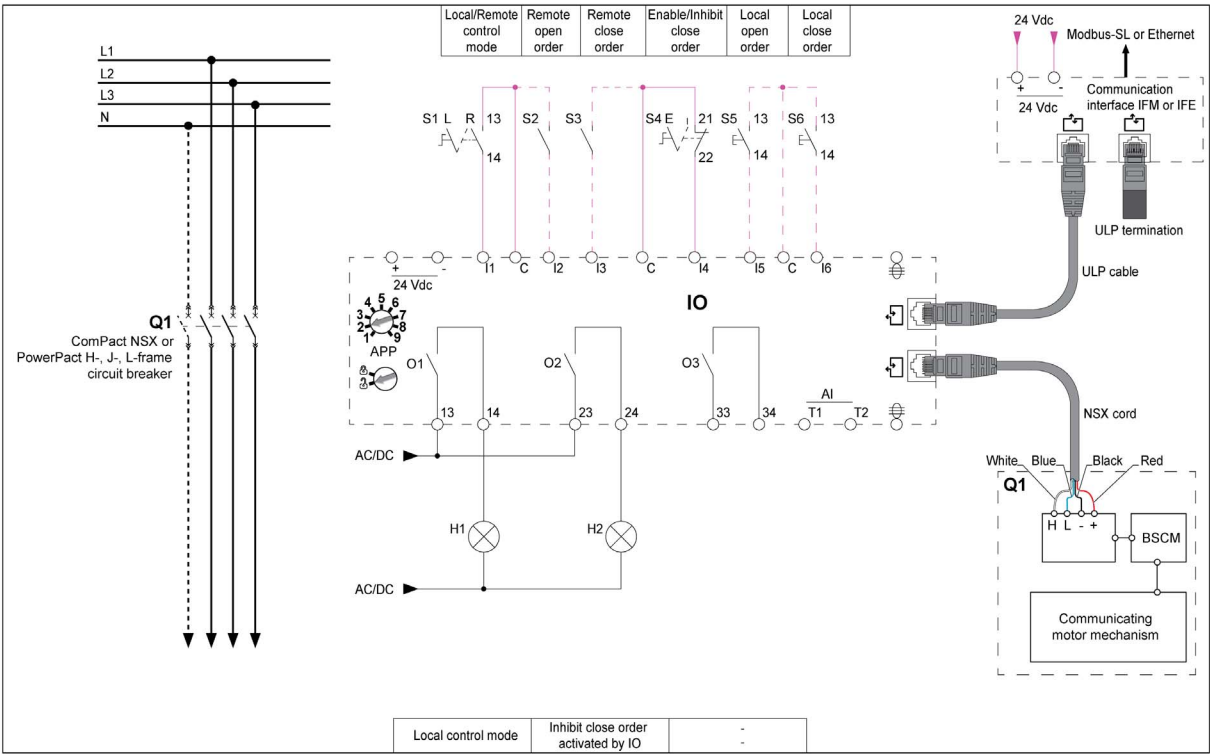 Local/Remote control mode
Remote open order
Remote close order
Enable/Inhibit close order
Local open order
Local close order
24 Vdc
Modbus-SL or Ethernet
+ -
24 Vdc
Communication
interface IFM or IFE
L1
L2
L3
N
S1 L R 13
14
S2
S3
S4 E I 21
22
S5 13
14
S6 13
14
ULP termination
ULP cable
+ -
24 Vdc
I1 C I2 I3 C I4 I5 C I6
IO
1 2 3 4 5 6 7 8 9
APP
Q1
ComPact NSX or
PowerPact H-, J-, L-frame
circuit breaker
O1
O2
O3
AI
T1 T2
13 14 23 24 33 34
NSX cord
AC/DC
White Blue Black Red
Q1
H L - +
BSCM
H1
H2
AC/DC
Communicating
motor mechanism
Local control mode
Inhibit close order
activated by IO
-
-